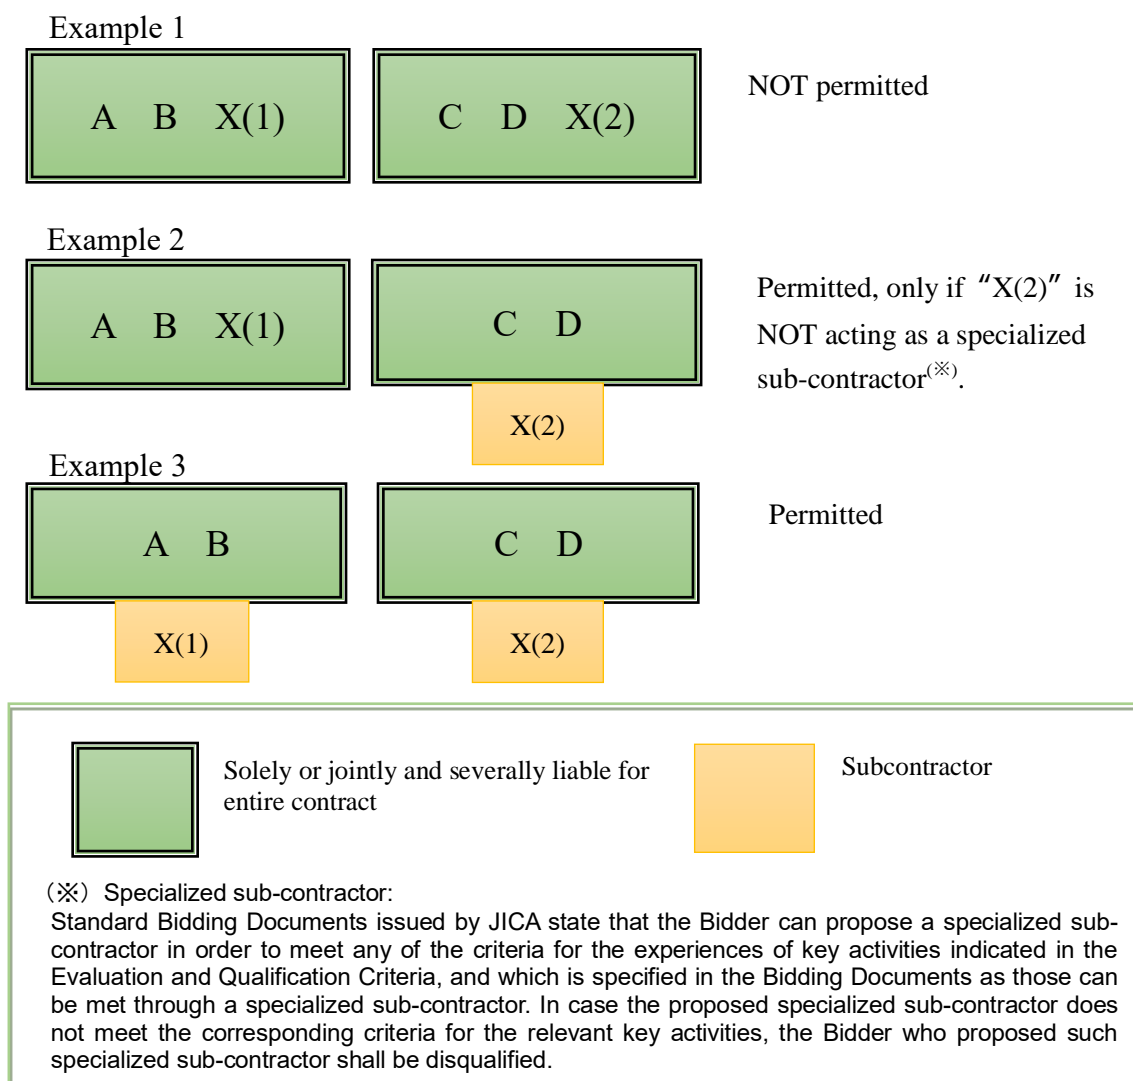 Example 1
A B X(1)
C D X(2)
NOT permitted
Example 2
A B X(1)
C D
X(2)
Permitted, only if “X(2)” is
NOT acting as a specialized
sub-contractor(※).
Example 3
A B
C D
X(1)
X(2)
Permitted
Solely or jointly and severally liable for
entire contract
Subcontractor
(※) Specialized sub-contractor:
Standard Bidding Documents issued by JICA state that the Bidder can propose a specialized sub-
contractor in order to meet any of the criteria for the experiences of key activities indicated in the
Evaluation and Qualification Criteria, and which is specified in the Bidding Documents as those can
be met through a specialized sub-contractor. In case the proposed specialized sub-contractor does
not meet the corresponding criteria for the relevant key activities, the Bidder who proposed such
specialized sub-contractor shall be disqualified.